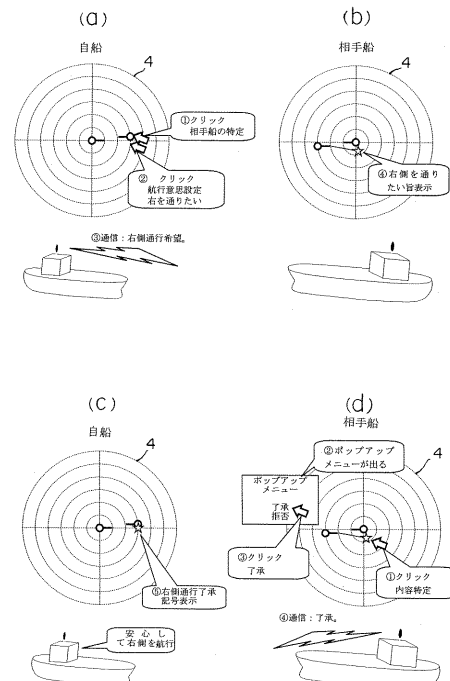 (a)
自船
4
①クリック
相手船の特定
② クリック
航行意思設定
右を通りたい
③通信：右側通行希望。
(b)
相手船
4
④右側を通り
たい旨表示
(c)
自船
4
⑤右側通行了承
記号表示
安心し
て右側を航行
(d)
相手船
4
②ポップアップ
メニューが出る
ポップアップ
メニュー
了承
拒否
③クリック
了承
①クリック
内容特定
④通信：了承。